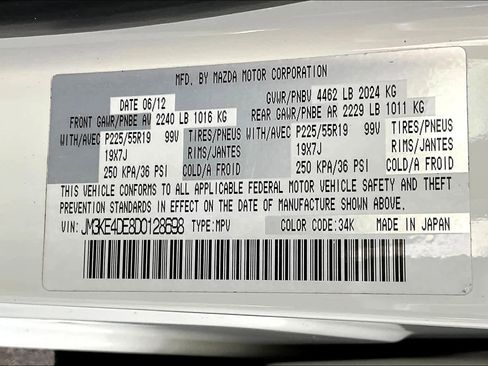 MFD. BY MAZDA MOTOR CORPORATION
DATE 06/12 GVWR/PNBV 4462 LB 2024 KG
FRONT GAWR/PNBE AV 2240 LB 1016 KG REAR GAWR/PNBE AR 2229 LB 1011 KG
WITH/AVEC P225/55R19 99V TIRES/PNEUS WITH/AVEC P225/55R19 99V TIRES/PNEUS
19X7J RIMS/JANTES 19X7J RIMS/JANTES
250 KPA/36 PSI COLD/A FROID 250 KPA/36 PSI COLD/A FROID
THIS VEHICLE CONFORMS TO ALL APPLICABLE FEDERAL MOTOR VEHICLE SAFETY AND THEFT
PREVENTION STANDARDS IN EFFECT ON THE DATE OF MANUFACTURE SHOWN ABOVE.
VIN: JM3KE4DE8D0128698 TYPE: MPV COLOR CODE: 34K MADE IN JAPAN